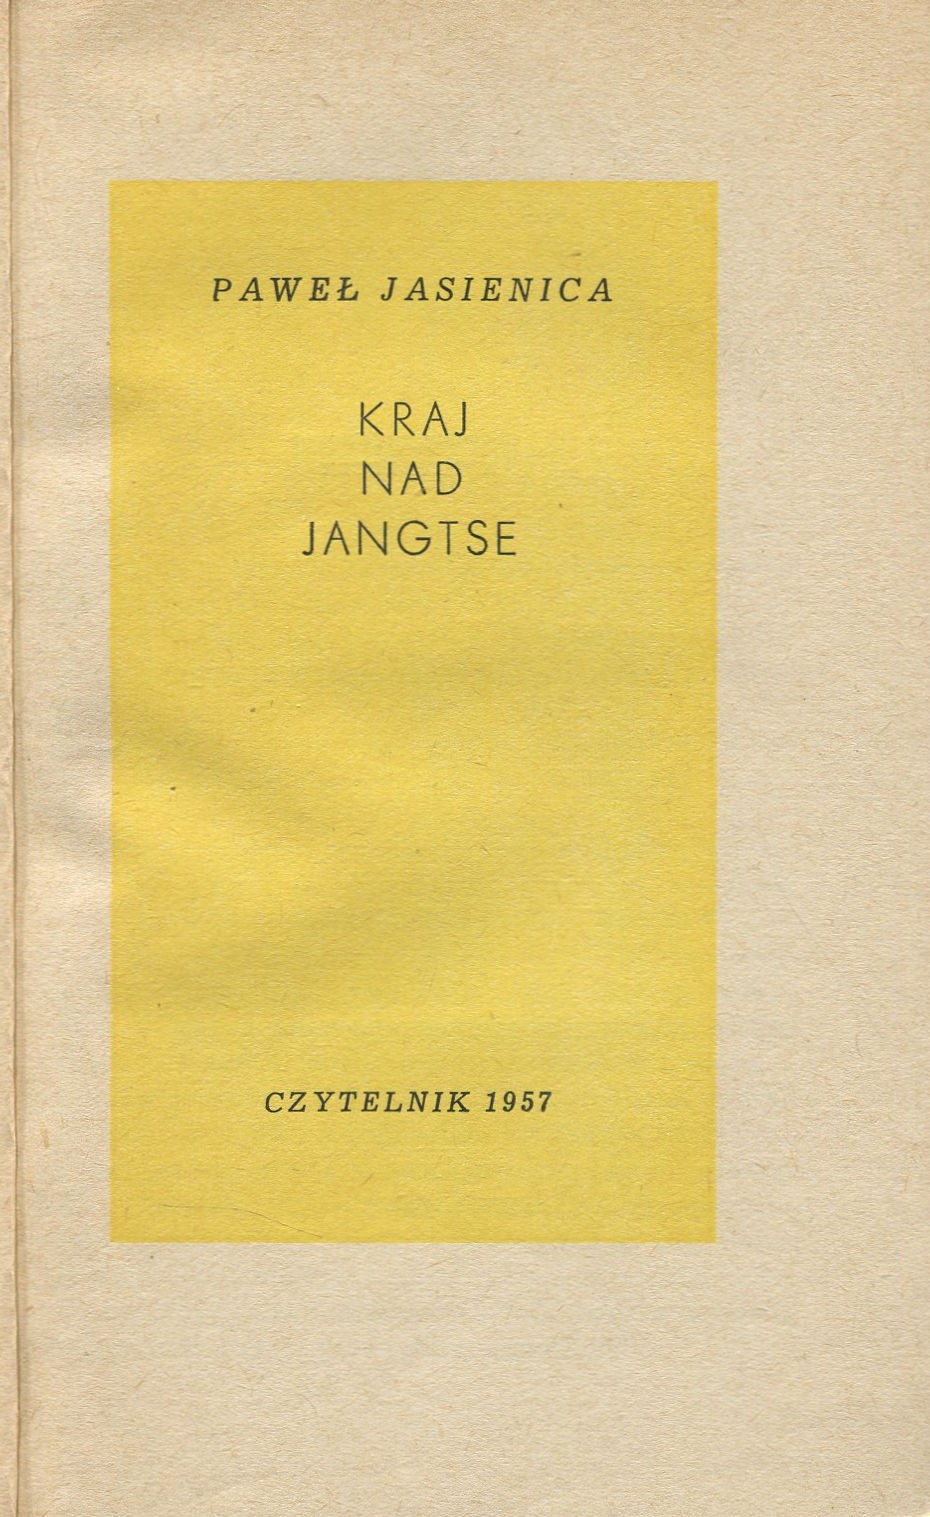 PAWEŁ JASIENICA
KRAJ
NAD
JANGTSE
CZYTELNIK 1957